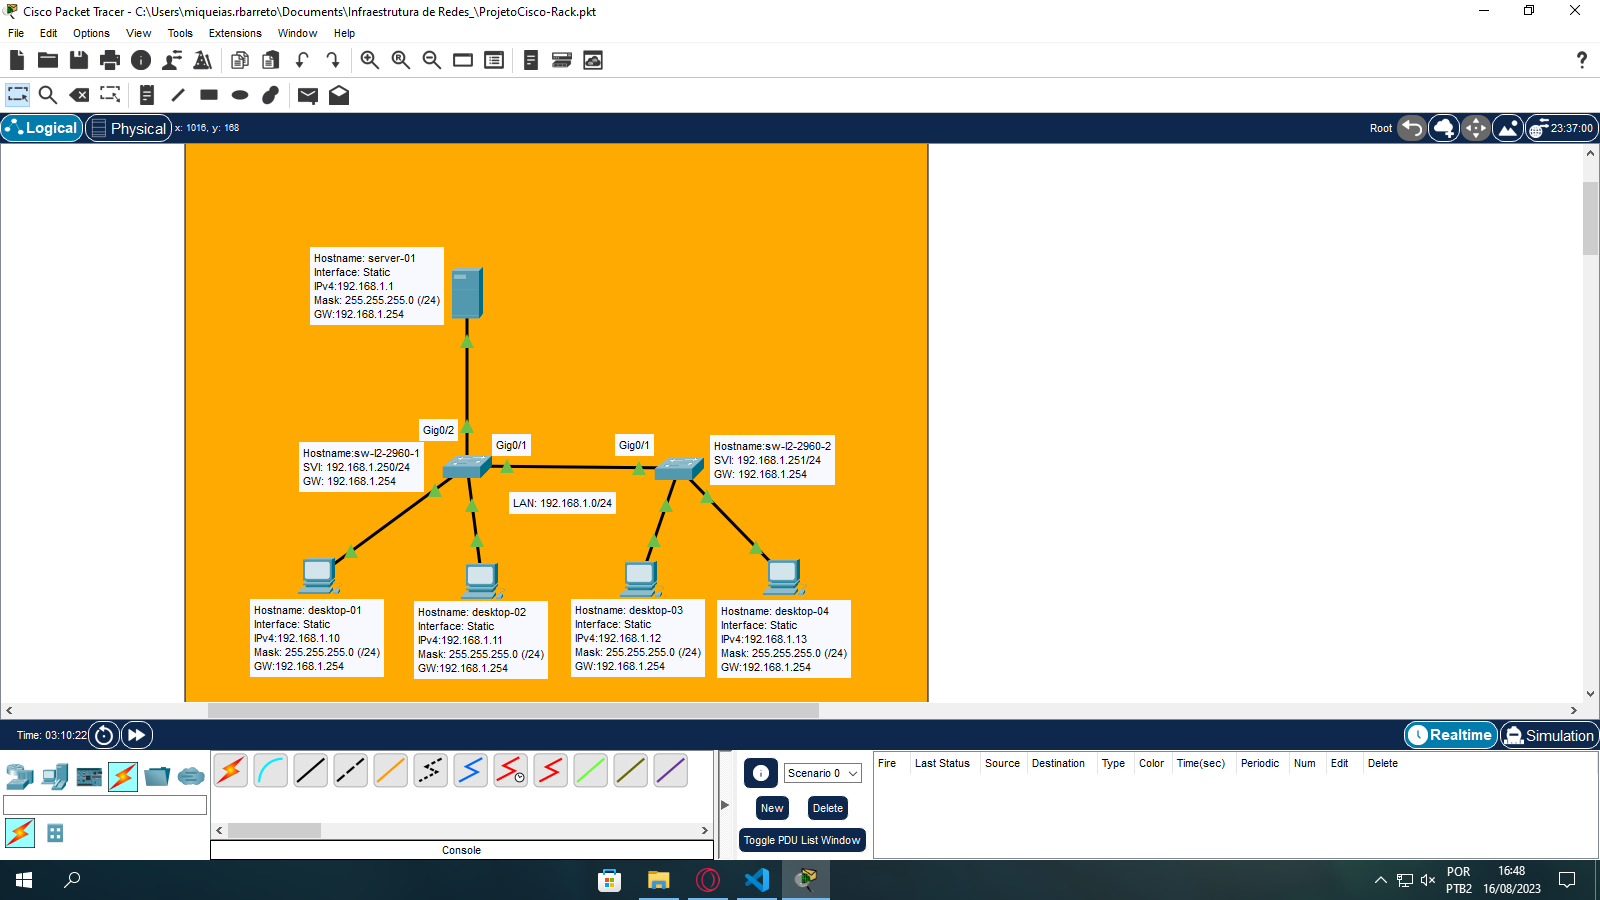 Cisco Packet Tracer - C:\Users\miqueias.rbarreto\Documents\Infraestrutura de Redes_\ProjetoCisco-Rack.pkt
File Edit Options View Tools Extensions Window Help
?
Logical Physical x: 1016, y: 168 Root 23:37:00
Hostname: server-01
Interface: Static
IPv4:192.168.1.1
Mask: 255.255.255.0 (/24)
GW:192.168.1.254
Gig0/2
Gig0/1
Gig0/1
Hostname:sw-l2-2960-1
SVI: 192.168.1.250/24
GW: 192.168.1.254
Hostname:sw-l2-2960-2
SVI: 192.168.1.251/24
GW: 192.168.1.254
LAN: 192.168.1.0/24
Hostname: desktop-01
Interface: Static
IPv4:192.168.1.10
Mask: 255.255.255.0 (/24)
GW:192.168.1.254
Hostname: desktop-02
Interface: Static
IPv4:192.168.1.11
Mask: 255.255.255.0 (/24)
GW:192.168.1.254
Hostname: desktop-03
Interface: Static
IPv4:192.168.1.12
Mask: 255.255.255.0 (/24)
GW:192.168.1.254
Hostname: desktop-04
Interface: Static
IPv4:192.168.1.13
Mask: 255.255.255.0 (/24)
GW:192.168.1.254
Time: 03:10:22 Realtime Simulation
Scenario 0
New Delete
Toggle PDU List Window
Fire Last Status Source Destination Type Color Time(sec) Periodic Num Edit Delete
Console
POR
PTB2
16:48
16/08/2023